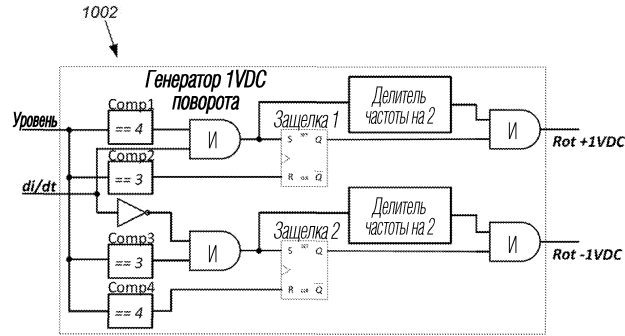 1002
Генератор 1VDC
поворота
Уровень
Comp1
== 4
И
Защелка 1
Делитель
частоты на 2
И
Rot +1VDC
S
Q
Comp2
== 3
R
Q
di/dt
Comp3
== 3
И
Защелка 2
Делитель
частоты на 2
И
Rot -1VDC
S
Q
Comp4
== 4
R
Q